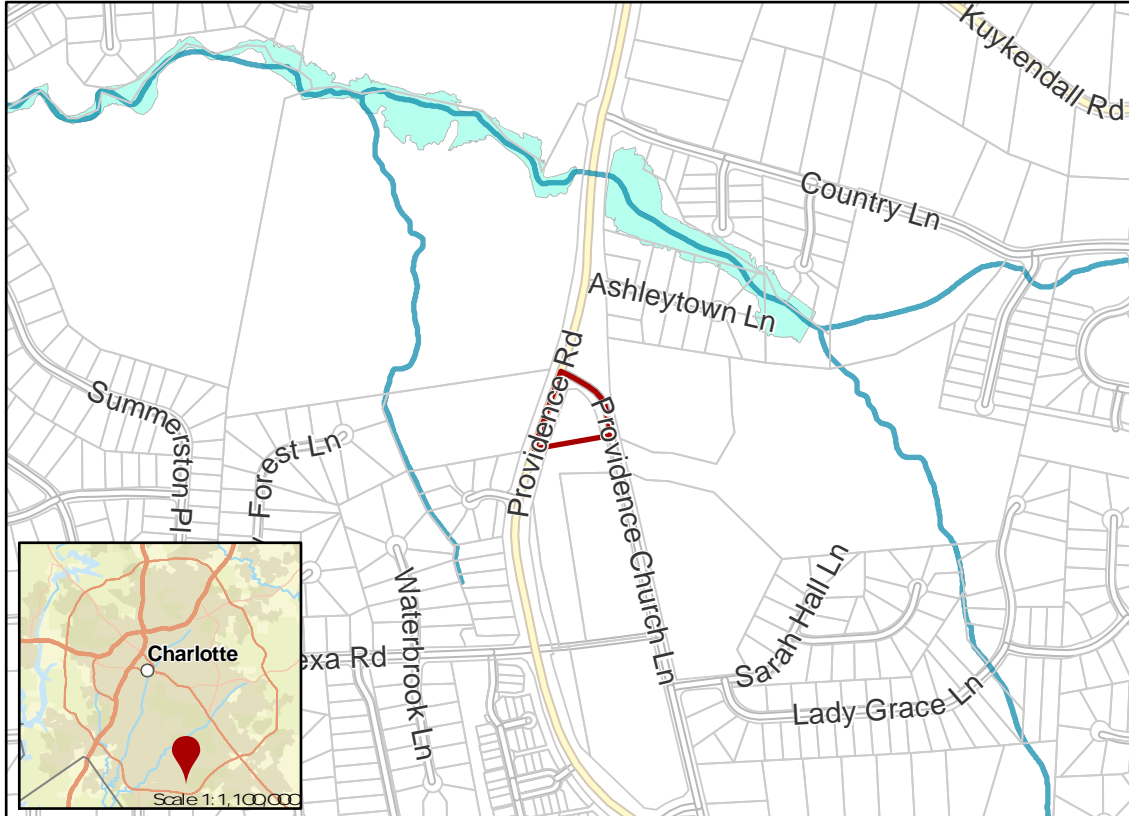 Kuykendall Rd
Country Ln
Ashleytown Ln
Providence Rd
Providence Church Ln
Summerston Pl
Forest Ln
Waterbrook Ln
exa Rd
Sarah Hall Ln
Lady Grace Ln
Charlotte
Scale 1:1,100,000